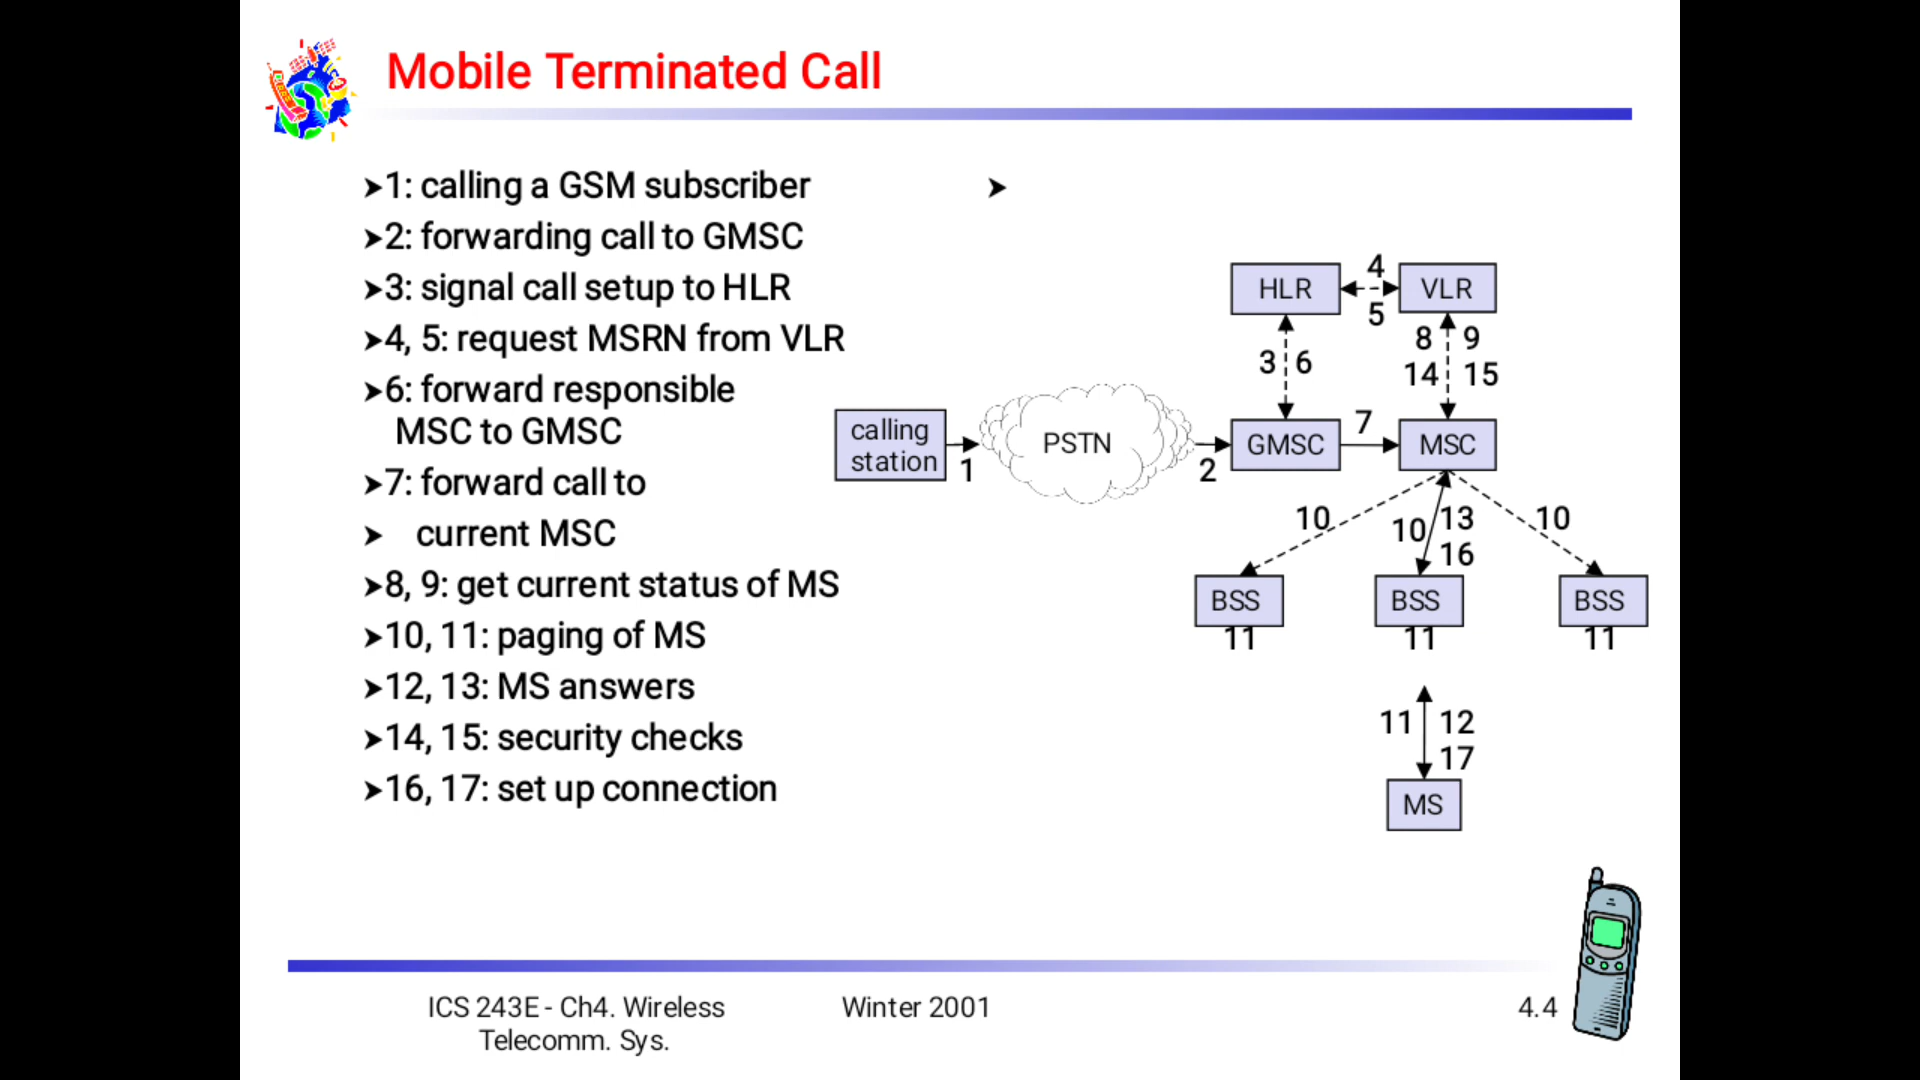 Mobile Terminated Call
➤1: calling a GSM subscriber
➤2: forwarding call to GMSC
➤3: signal call setup to HLR
➤4, 5: request MSRN from VLR
➤6: forward responsible
MSC to GMSC
➤7: forward call to
➤ current MSC
➤8, 9: get current status of MS
➤10, 11: paging of MS
➤12, 13: MS answers
➤14, 15: security checks
➤16, 17: set up connection
➤
4
HLR
VLR
5
8 9
3 6
14 15
7
calling
station
PSTN
GMSC
MSC
1
2
10
10
13
10
16
BSS
BSS
BSS
11
11
11
11
12
17
MS
ICS 243E - Ch4. Wireless
Telecomm. Sys.
Winter 2001
4.4